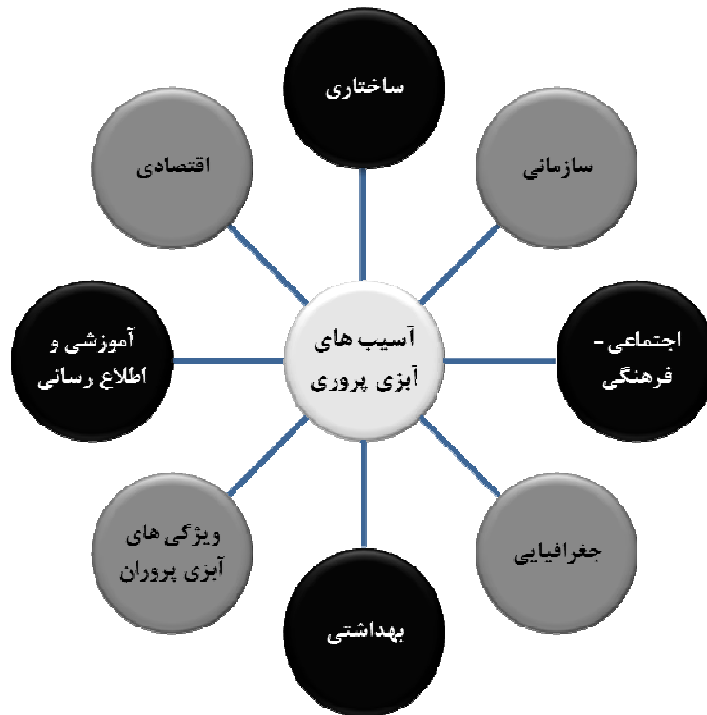 ساختاری
سازمانی
اقتصادی
اجتماعی-
فرهنگی
آسیب های
آبزی پروری
آموزشی و
اطلاع رسانی
جغرافیایی
ویژگی های
آبزی پروران
بهداشتی